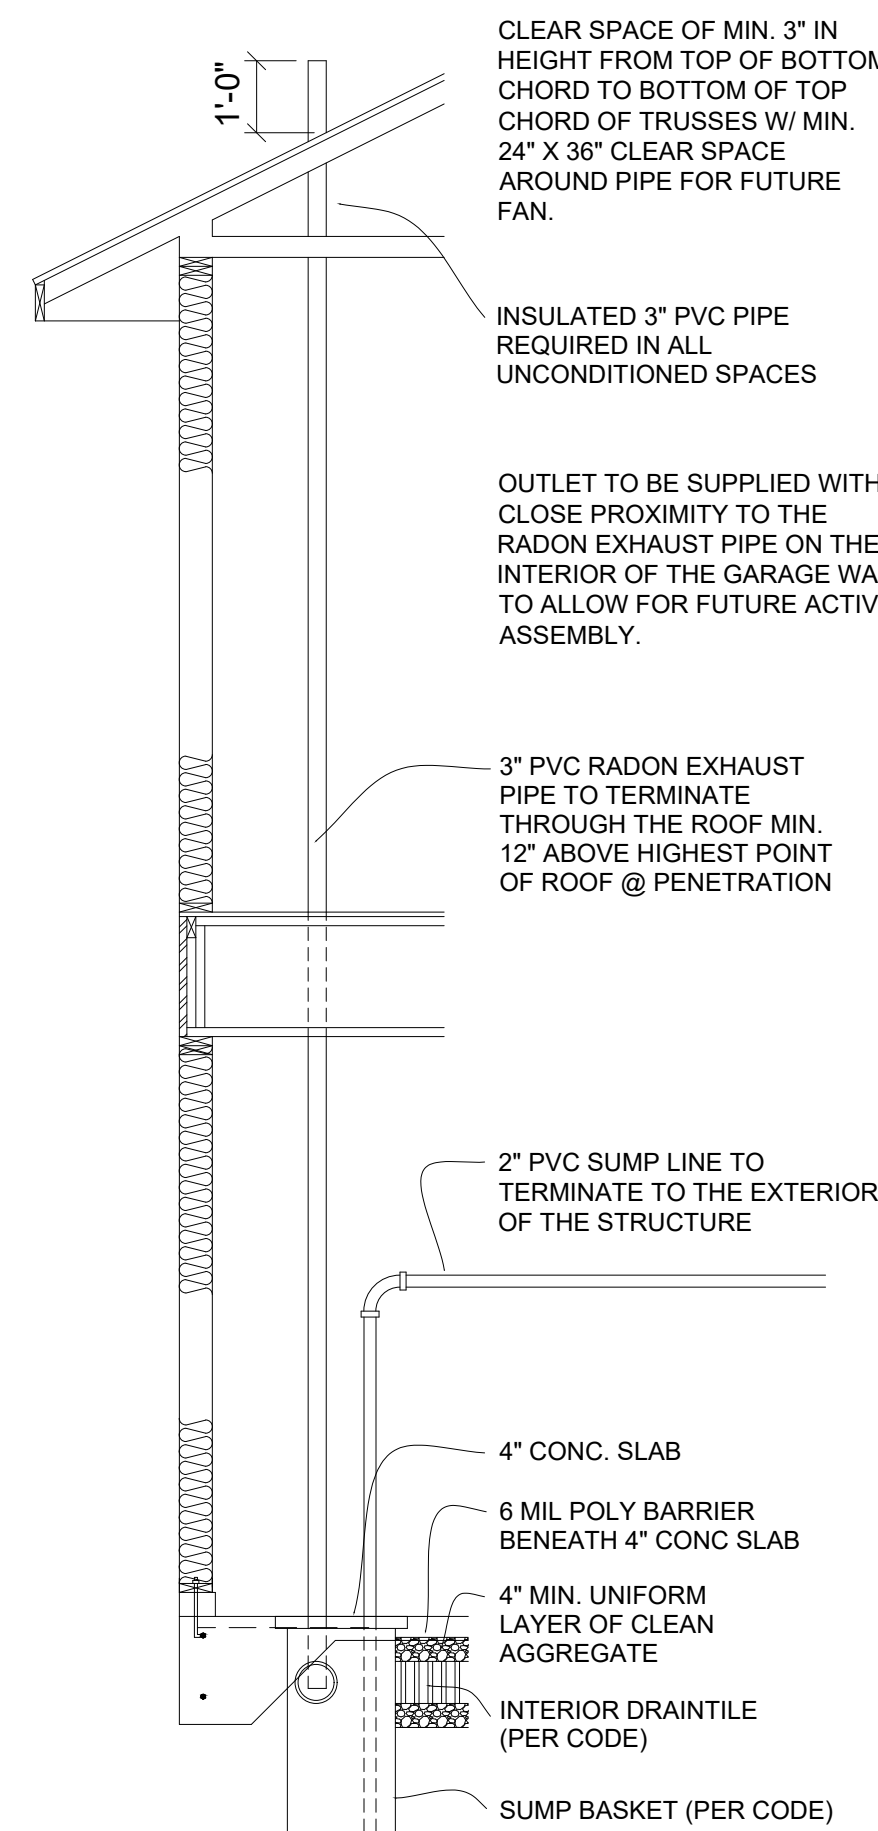 CLEAR SPACE OF MIN. 3" IN
HEIGHT FROM TOP OF BOTTOM
CHORD TO BOTTOM OF TOP
CHORD OF TRUSSES W/ MIN.
24" X 36" CLEAR SPACE
AROUND PIPE FOR FUTURE
FAN.
1'-0"
INSULATED 3" PVC PIPE
REQUIRED IN ALL
UNCONDITIONED SPACES
OUTLET TO BE SUPPLIED WITH
CLOSE PROXIMITY TO THE
RADON EXHAUST PIPE ON THE
INTERIOR OF THE GARAGE WA
TO ALLOW FOR FUTURE ACTIV
ASSEMBLY.
3" PVC RADON EXHAUST
PIPE TO TERMINATE
THROUGH THE ROOF MIN.
12" ABOVE HIGHEST POINT
OF ROOF @ PENETRATION
2" PVC SUMP LINE TO
TERMINATE TO THE EXTERIOR
OF THE STRUCTURE
4" CONC. SLAB
6 MIL POLY BARRIER
BENEATH 4" CONC SLAB
4" MIN. UNIFORM
LAYER OF CLEAN
AGGREGATE
INTERIOR DRAINTILE
(PER CODE)
SUMP BASKET (PER CODE)